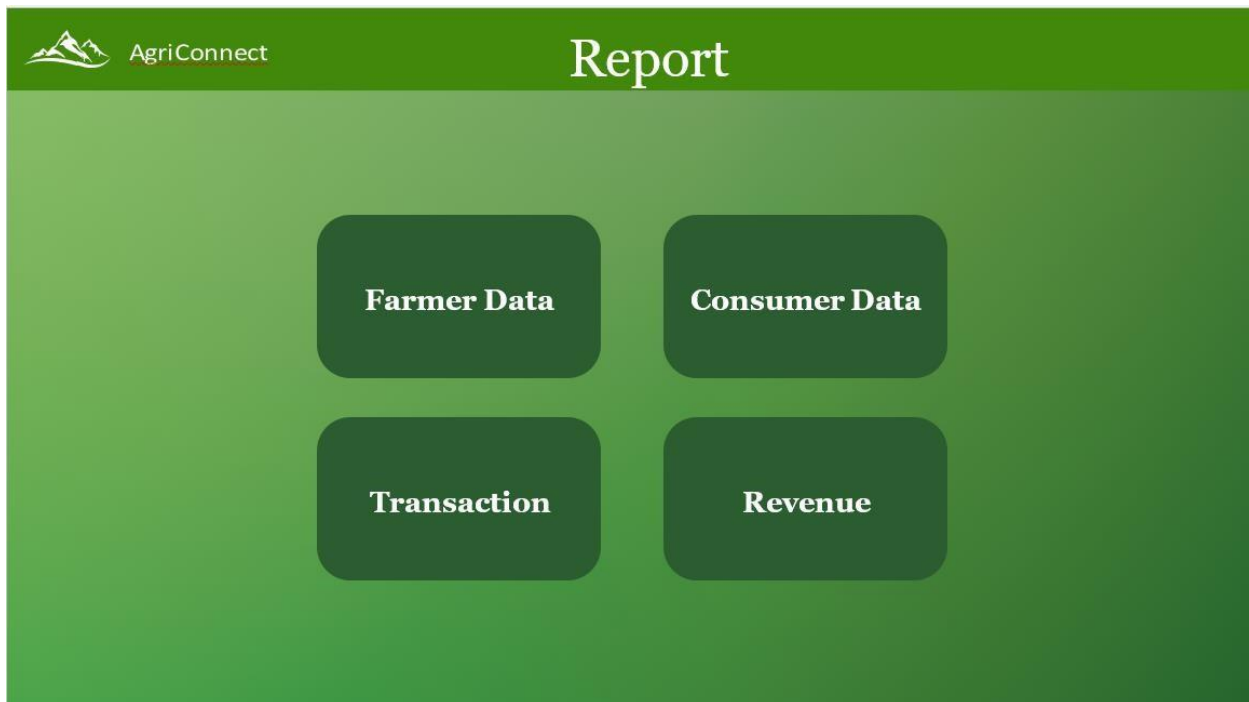 AgriConnect
Report
Farmer Data
Consumer Data
Transaction
Revenue